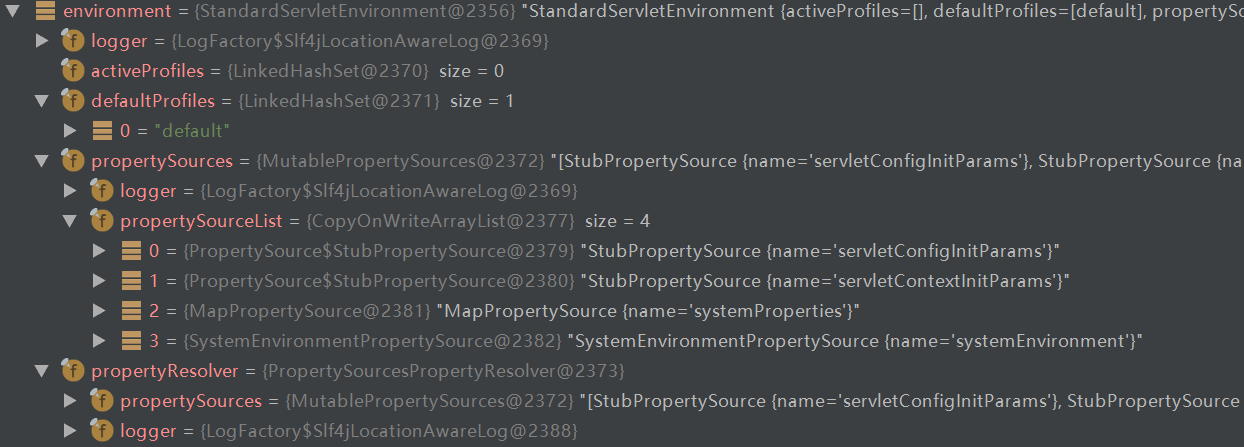 environment = {StandardServletEnvironment@2356} "StandardServletEnvironment {activeProfiles=[], defaultProfiles=[default], propertySo
f logger = {LogFactory$Slf4jLocationAwareLog@2369}
f activeProfiles = {LinkedHashSet@2370} size = 0
f defaultProfiles = {LinkedHashSet@2371} size = 1
0 = "default"
f propertySources = {MutablePropertySources@2372} "[StubPropertySource {name='servletConfigInitParams'}, StubPropertySource {na
f logger = {LogFactory$Slf4jLocationAwareLog@2369}
f propertySourceList = {CopyOnWriteArrayList@2377} size = 4
0 = {PropertySource$StubPropertySource@2379} "StubPropertySource {name='servletConfigInitParams'}"
1 = {PropertySource$StubPropertySource@2380} "StubPropertySource {name='servletContextInitParams'}"
2 = {MapPropertySource@2381} "MapPropertySource {name='systemProperties'}"
3 = {SystemEnvironmentPropertySource@2382} "SystemEnvironmentPropertySource {name='systemEnvironment'}"
f propertyResolver = {PropertySourcesPropertyResolver@2373}
f propertySources = {MutablePropertySources@2372} "[StubPropertySource {name='servletConfigInitParams'}, StubPropertySource
f logger = {LogFactory$Slf4jLocationAwareLog@2388}